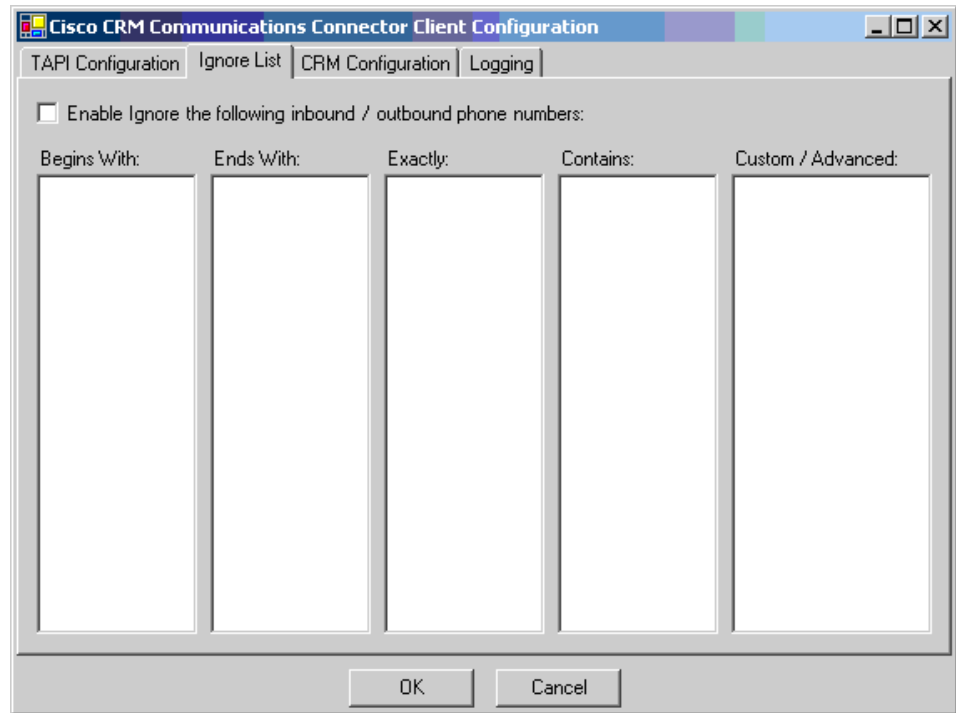 Cisco CRM Communications Connector Client Configuration
TAPI Configuration Ignore List CRM Configuration Logging
Enable Ignore the following inbound / outbound phone numbers:
Begins With: Ends With: Exactly: Contains: Custom / Advanced:
OK Cancel